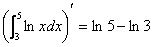 (∫₃⁵ ln x dx)′ = ln 5 − ln 3